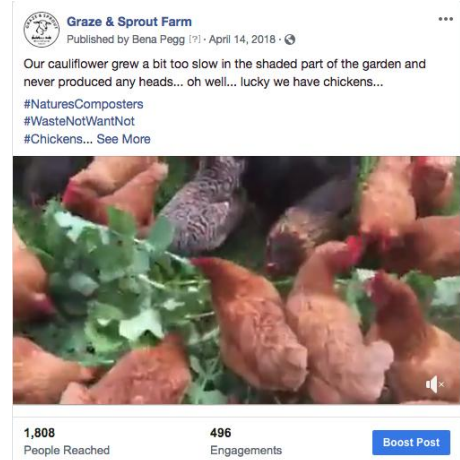 Graze & Sprout Farm
Published by Bena Pegg [?] · April 14, 2018 ·
Our cauliflower grew a bit too slow in the shaded part of the garden and
never produced any heads... oh well... lucky we have chickens...
#NaturesComposters
#WasteNotWantNot
#Chickens... See More
1,808
People Reached
496
Engagements
Boost Post